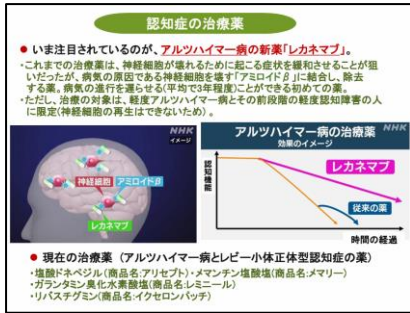 認知症の治療薬
● いま注目されているのが、アルツハイマー病の新薬「レカネマブ」。
・これまでの治療薬は、神経細胞が壊れるために起こる症状を緩和させることが狙
いだったが、病気の原因である神経細胞を壊す「アミロイドβ」に結合し、除去
する薬。病気の進行を遅らせる(平均で3年程度)ことができる初めての薬。
・ただし、治療の対象は、軽度アルツハイマー病とその前段階の軽度認知障害の人
に限定(神経細胞の再生はできないため)。
NHK
イメージ
神経細胞
アミロイドβ
レカネマブ
アルツハイマー病の治療薬
効果のイメージ
NHK
認知機能
レカネマブ
従来の薬
時間の経過
● 現在の治療薬 (アルツハイマー病とレビー小体正体型認知症の薬)
・塩酸ドネペジル(商品名:アリセプト)・メマンチン塩酸塩(商品名:メマリー)
・ガランタミン臭化水素酸塩(商品名:レミニール)
・リバスチグミン(商品名:イクセロンパッチ)